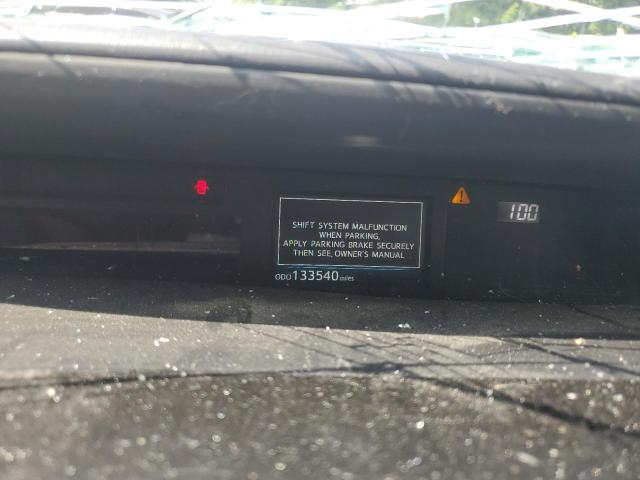 100
SHIFT SYSTEM MALFUNCTION
WHEN PARKING,
APPLY PARKING BRAKE SECURELY
THEN SEE, OWNER'S MANUAL
ODO 133540 miles